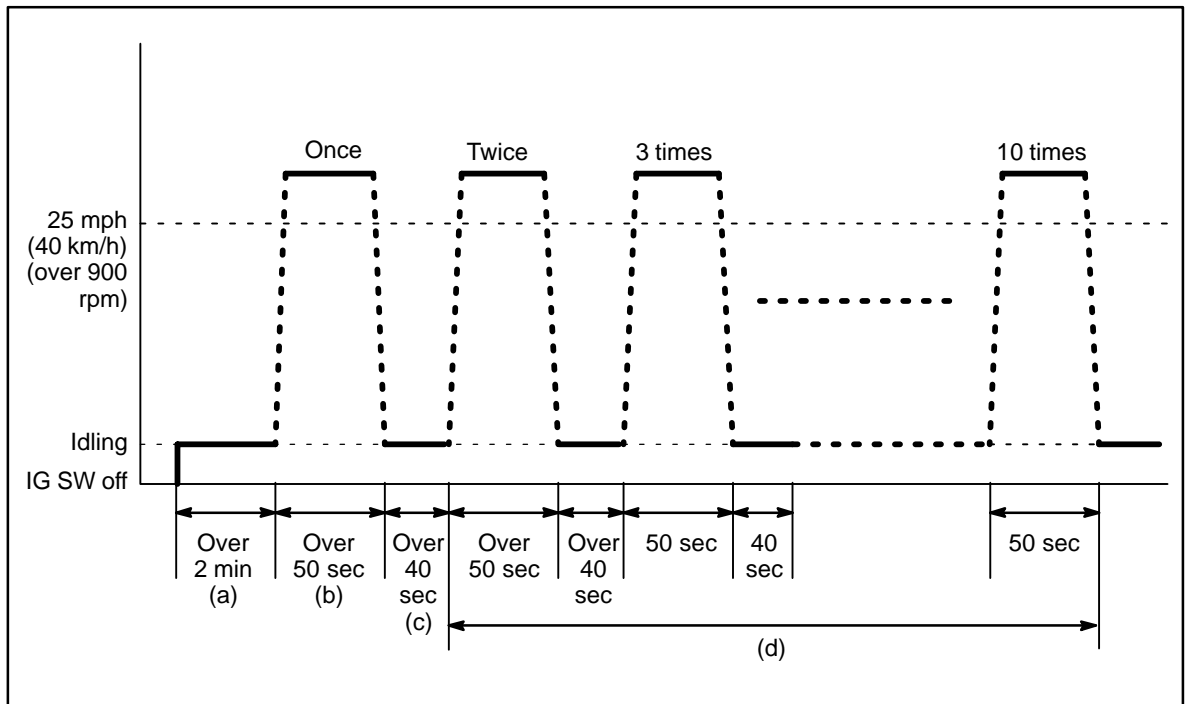 Once
Twice
3 times
10 times
25 mph
(40 km/h)
(over 900
rpm)
Idling
IG SW off
Over
2 min
(a)
Over
50 sec
(b)
Over
40
sec
(c)
Over
50 sec
Over
40
sec
50 sec
40
sec
50 sec
(d)